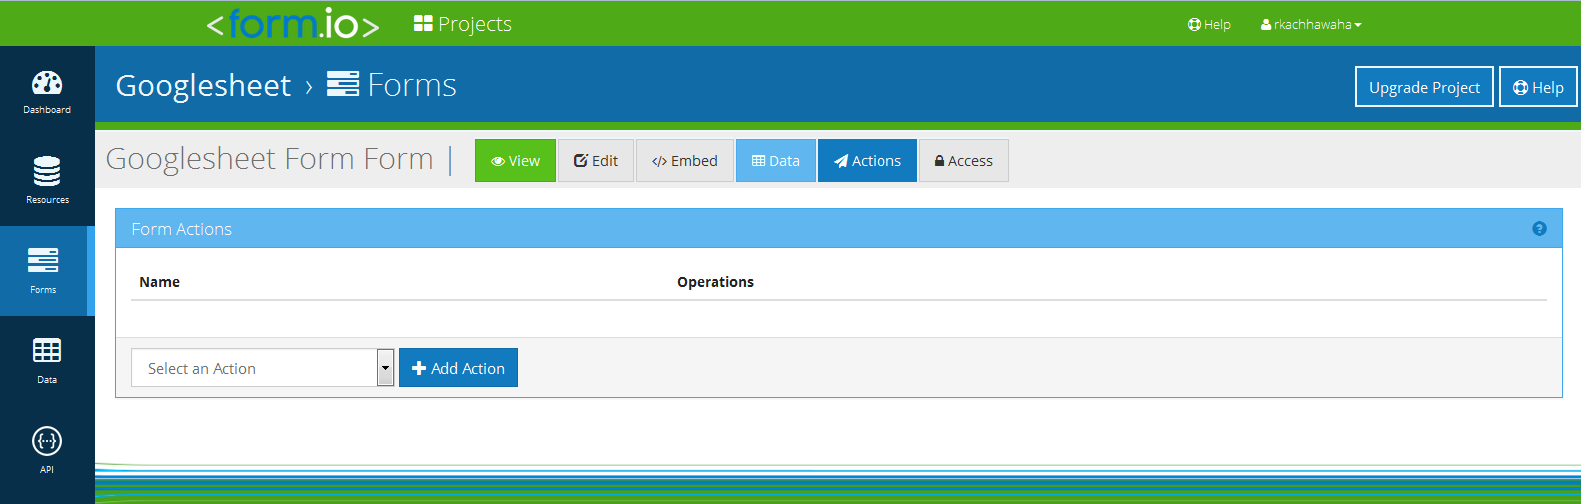 <form.io> Projects Help rkachhawaha
Googlesheet › Forms Upgrade Project Help
Dashboard
Googlesheet Form Form | View Edit </> Embed Data Actions Access
Resources
Form Actions
Name Operations
Forms
Select an Action Add Action
Data
API